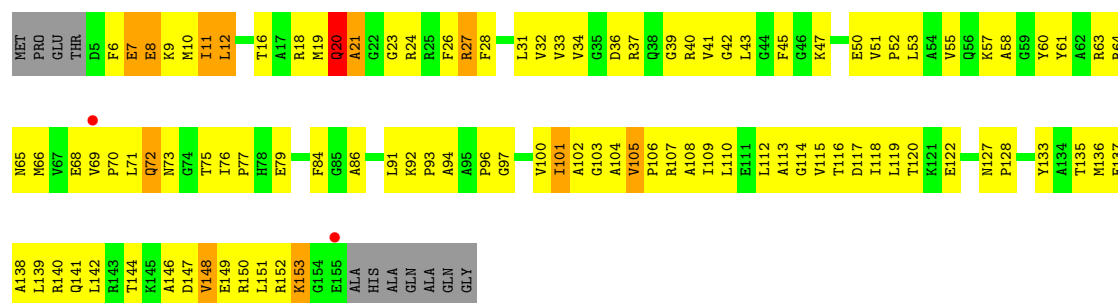 MET PRO GLU THR D5 F6 E7 E8 K9 M10 I11 L12 T16 A17 R18 M19 Q20 A21 G22 G23 R24 R25 F26 R27 F28 L31 V32 V33 V34 G35 D36 R37 Q38 G39 R40 V41 G42 L43 G44 F45 G46 K47 E50 V51 P52 L53 A54 V55 Q56 K57 A58 G59 Y60 Y61 A62 R63
N65 M66 V67 E68 V69 P70 L71 Q72 N73 G74 T75 I76 P77 H78 E79 F84 G85 A86 L91 K92 P93 A94 A95 P96 G97 V100 I101 A102 G103 A104 V105 P106 R107 A108 I109 L110 E111 L112 A113 G114 V115 T116 D117 I118 L119 T120 K121 E122 N127 P128 Y133 A134 T135 M136
A138 L139 R140 Q141 L142 R143 T144 K145 A146 D147 V148 E149 R150 L151 R152 K153 G154 E155 ALA HIS ALA GLN ALA GLN GLY